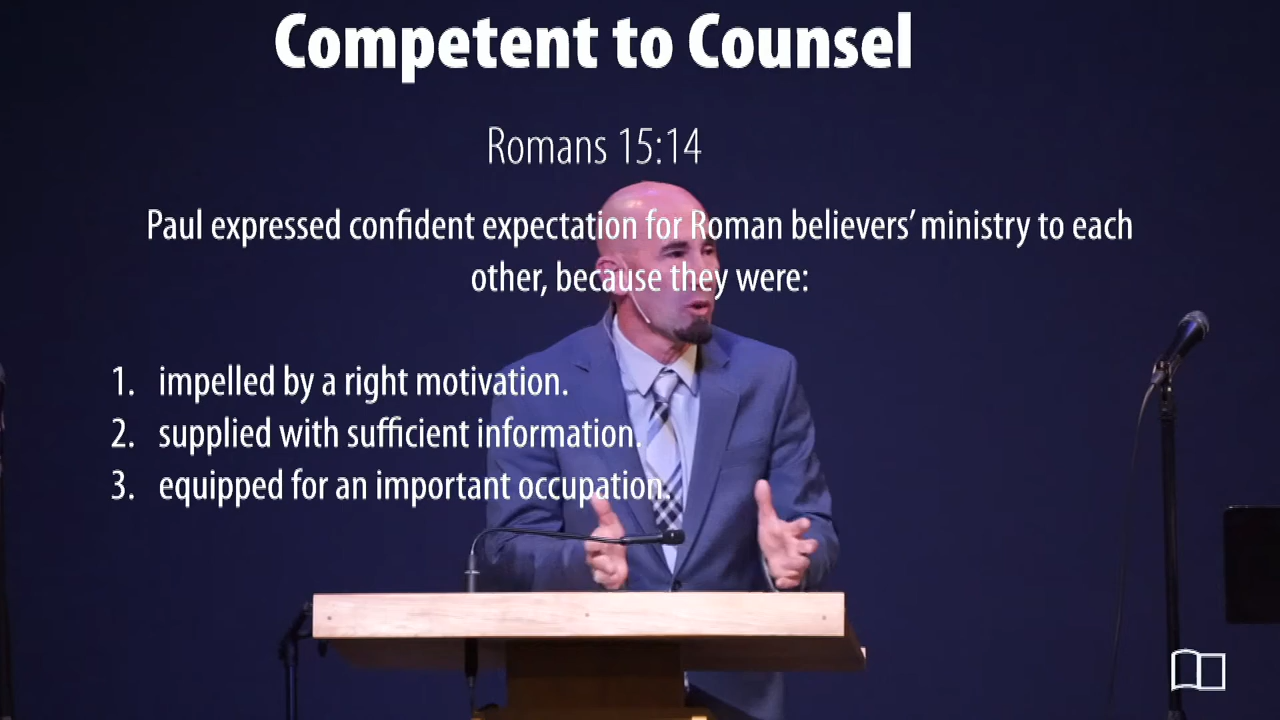 Competent to Counsel
Romans 15:14
Paul expressed confident expectation for Roman believers’ ministry to each
other, because they were:
1. impelled by a right motivation.
2. supplied with sufficient information.
3. equipped for an important occupation.